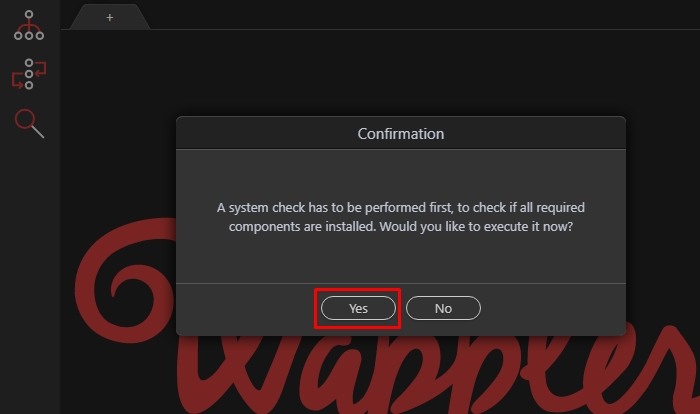 +
Confirmation
A system check has to be performed first, to check if all required
components are installed. Would you like to execute it now?
Yes No
Wappler